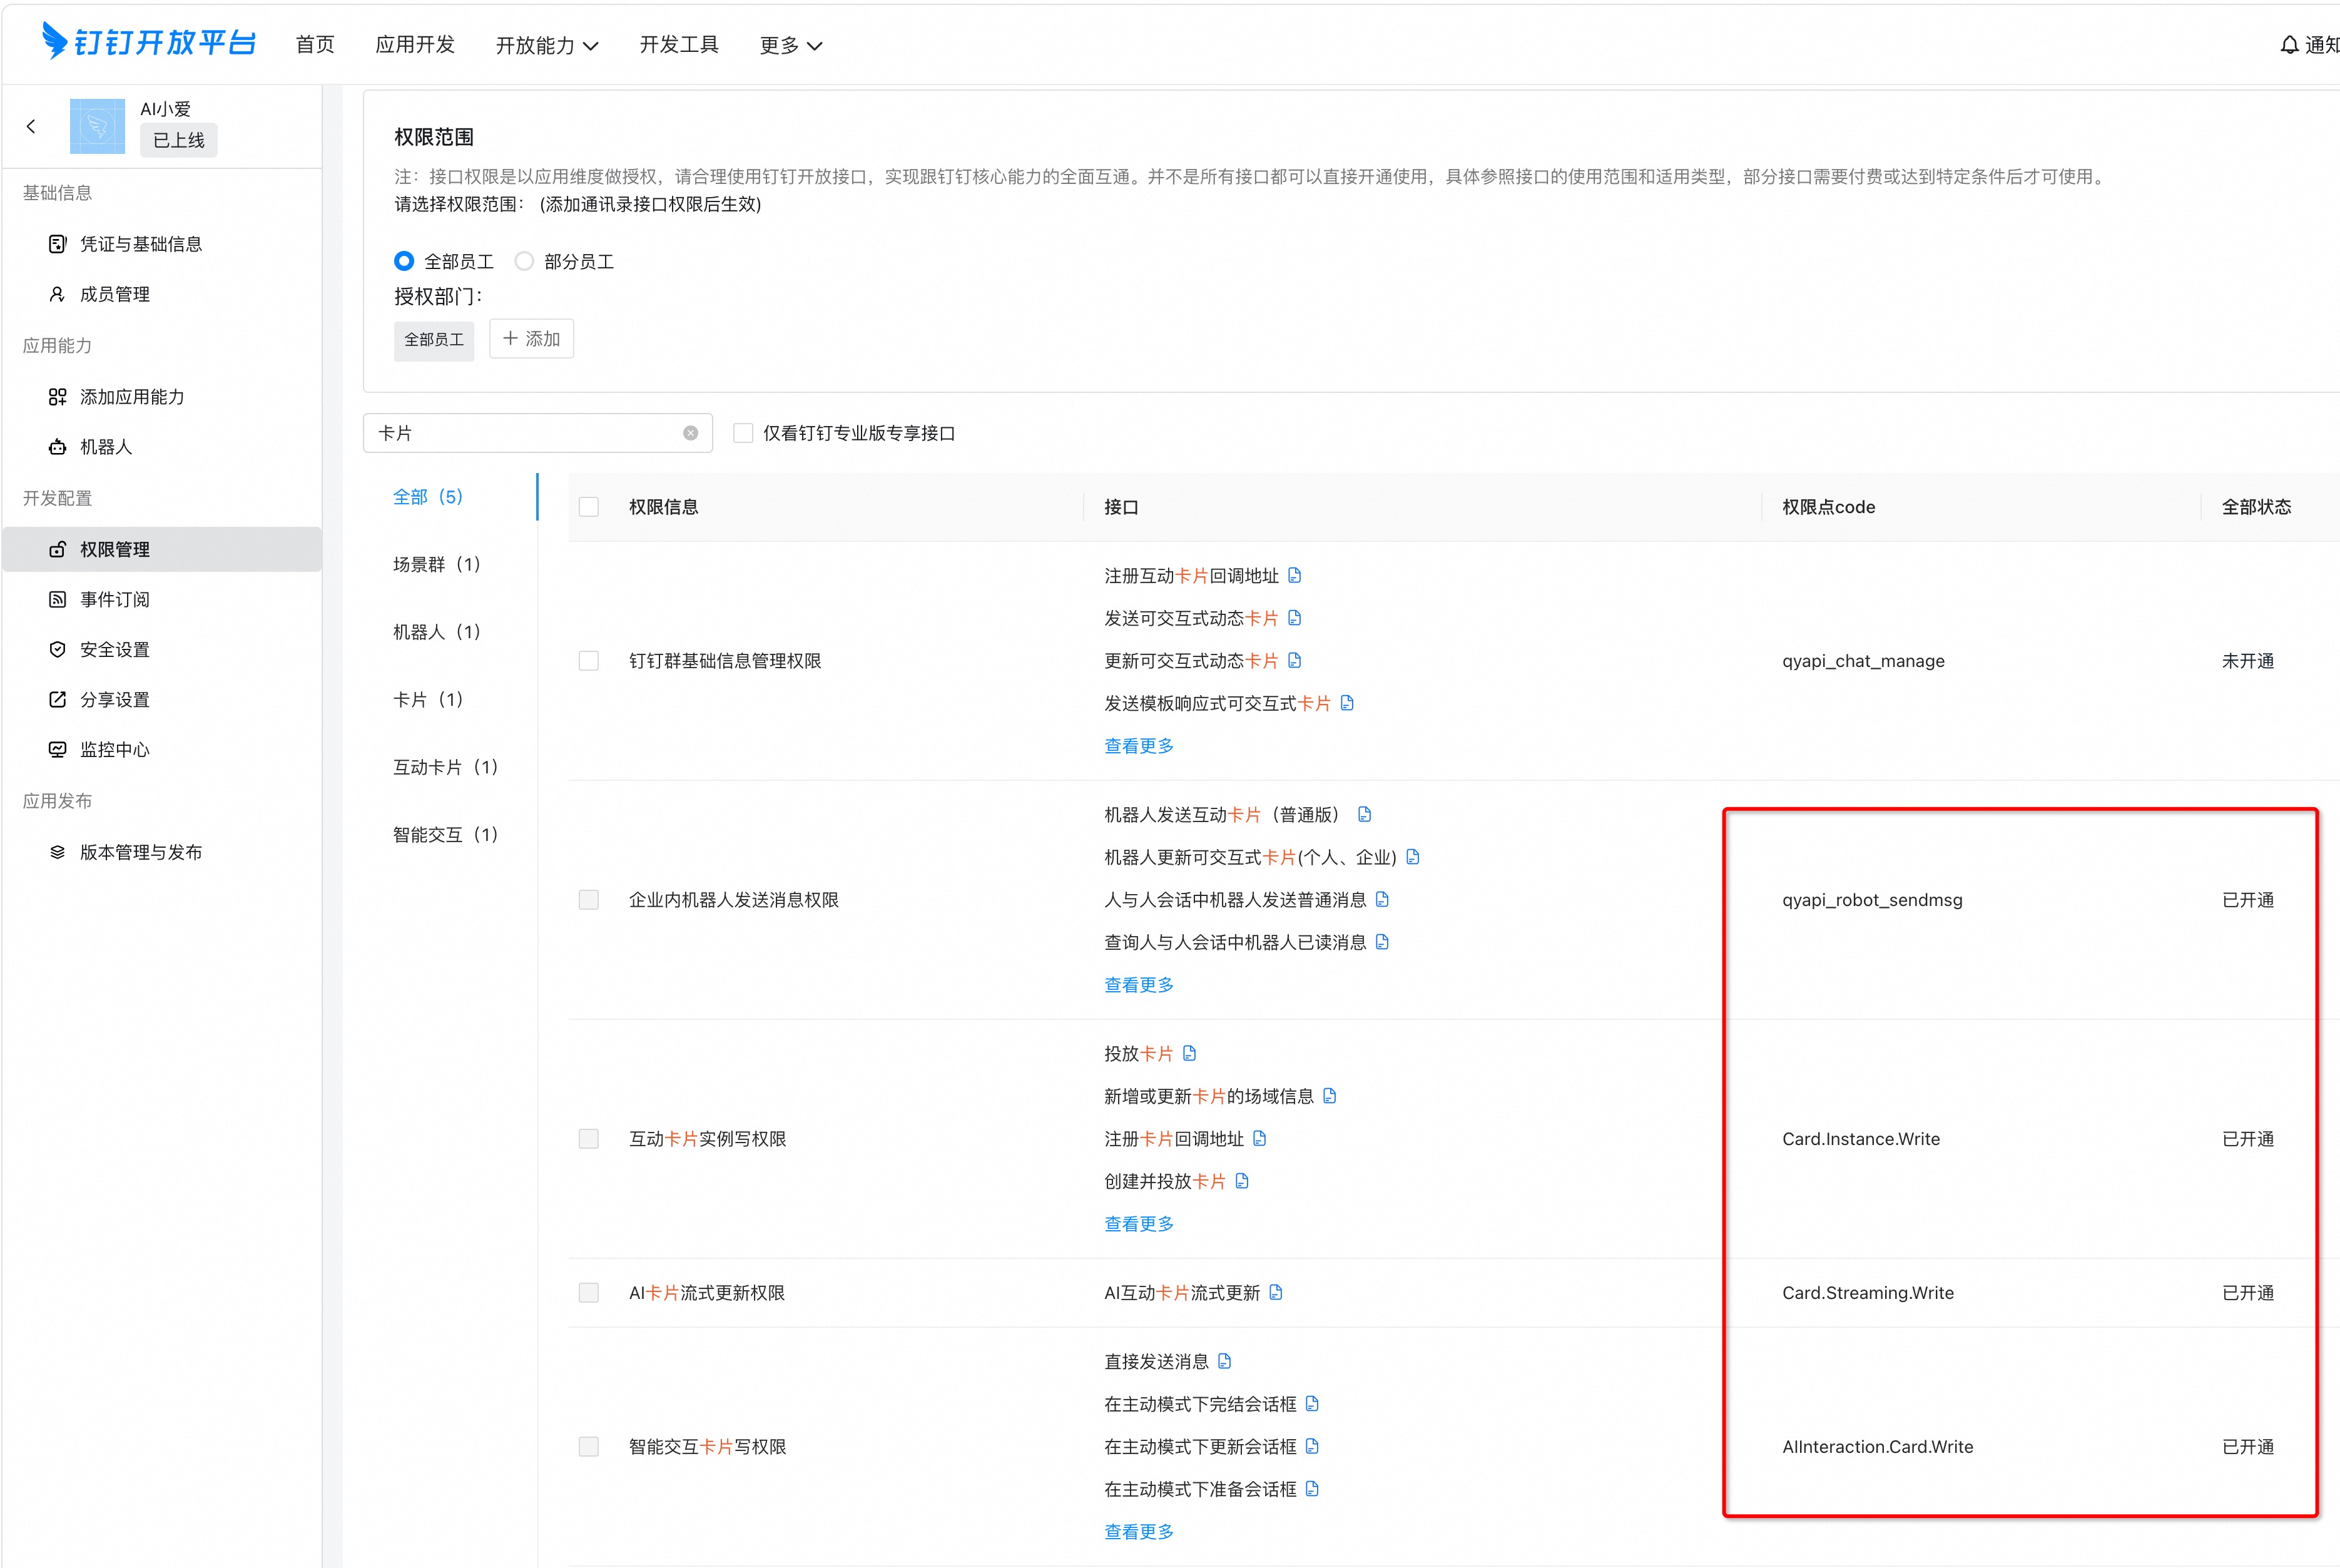 钉钉开放平台
首页
应用开发
开放能力
开发工具
更多
通知
AI小爱
已上线
基础信息
凭证与基础信息
成员管理
应用能力
添加应用能力
机器人
开发配置
权限管理
事件订阅
安全设置
分享设置
监控中心
应用发布
版本管理与发布
权限范围
注：接口权限是以应用维度做授权，请合理使用钉钉开放接口，实现跟钉钉核心能力的全面互通。并不是所有接口都可以直接开通使用，具体参照接口的使用范围和适用类型，部分接口需要付费或达到特定条件后才可使用。
请选择权限范围： (添加通讯录接口权限后生效)
全部员工 部分员工
授权部门：
全部员工 添加
卡片
仅看钉钉专业版专享接口
全部（5）
场景群（1）
机器人（1）
卡片（1）
互动卡片（1）
智能交互（1）
权限信息 接口 权限点code 全部状态
钉钉群基础信息管理权限
注册互动卡片回调地址
发送可交互式动态卡片
更新可交互式动态卡片
发送模板响应式可交互式卡片
查看更多
qyapi_chat_manage
未开通
企业内机器人发送消息权限
机器人发送互动卡片（普通版）
机器人更新可交互式卡片(个人、企业)
人与人会话中机器人发送普通消息
查询人与人会话中机器人已读消息
查看更多
qyapi_robot_sendmsg
已开通
互动卡片实例写权限
投放卡片
新增或更新卡片的场域信息
注册卡片回调地址
创建并投放卡片
查看更多
Card.Instance.Write
已开通
AI卡片流式更新权限
AI互动卡片流式更新
Card.Streaming.Write
已开通
智能交互卡片写权限
直接发送消息
在主动模式下完结会话框
在主动模式下更新会话框
在主动模式下准备会话框
查看更多
AIInteraction.Card.Write
已开通